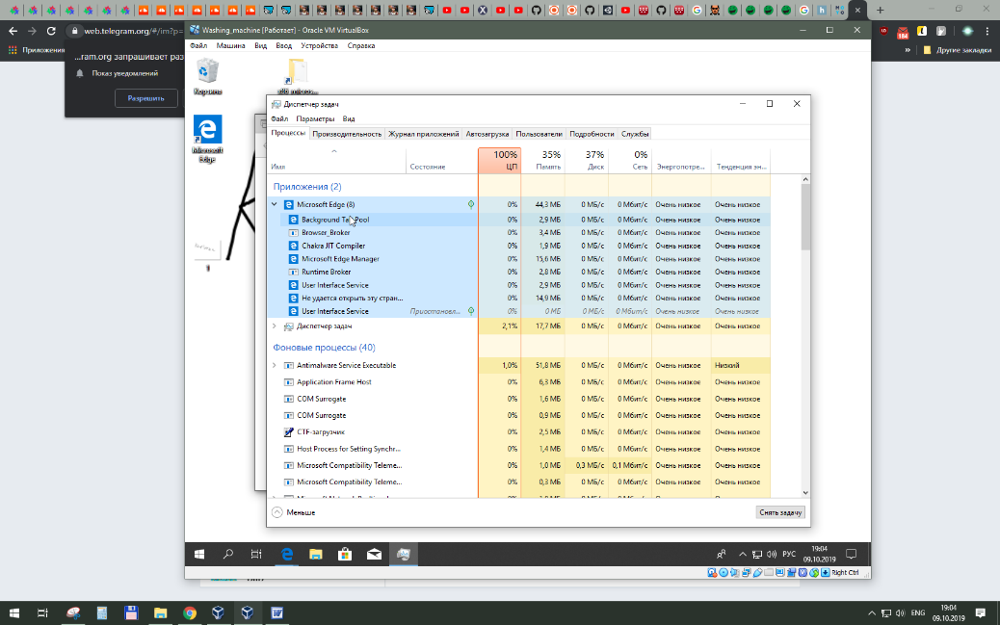 web.telegram.org/#/im?p=
Другие закладки
Приложения
...ram.org запрашивает раз
Показ уведомлений
Разрешить
Washing_machine [Работает] - Oracle VM VirtualBox
Файл Машина Вид Ввод Устройства Справка
Корзина
Microsoft Edge
Диспетчер задач
Файл Параметры Вид
Процессы Производительность Журнал приложений Автозагрузка Пользователи Подробности Службы
100% 35% 37% 0%
Имя Состояние ЦП Память Диск Сеть Энергопотре... Тенденция эн...
Приложения (2)
Microsoft Edge (8) 0% 44,3 МБ 0 МБ/с 0 Мбит/с Очень низкое Очень низкое
Background Ta Pool 0% 2,9 МБ 0 МБ/с 0 Мбит/с Очень низкое Очень низкое
Browser_Broker 0% 3,4 МБ 0 МБ/с 0 Мбит/с Очень низкое Очень низкое
Chakra JIT Compiler 0% 1,9 МБ 0 МБ/с 0 Мбит/с Очень низкое Очень низкое
Microsoft Edge Manager 0% 15,6 МБ 0 МБ/с 0 Мбит/с Очень низкое Очень низкое
Runtime Broker 0% 2,8 МБ 0 МБ/с 0 Мбит/с Очень низкое Очень низкое
User Interface Service 0% 2,9 МБ 0 МБ/с 0 Мбит/с Очень низкое Очень низкое
Не удается открыть эту стран... 0% 14,9 МБ 0 МБ/с 0 Мбит/с Очень низкое Очень низкое
User Interface Service Приостановл... 0% 0 МБ 0 МБ/с 0 Мбит/с Очень низкое Очень низкое
Диспетчер задач 2,1% 17,7 МБ 0 МБ/с 0 Мбит/с Очень низкое Очень низкое
Фоновые процессы (40)
Antimalware Service Executable 1,0% 51,8 МБ 0 МБ/с 0 Мбит/с Очень низкое Низкий
Application Frame Host 0% 6,3 МБ 0 МБ/с 0 Мбит/с Очень низкое Очень низкое
COM Surrogate 0% 1,6 МБ 0 МБ/с 0 Мбит/с Очень низкое Очень низкое
COM Surrogate 0% 0,9 МБ 0 МБ/с 0 Мбит/с Очень низкое Очень низкое
CTF-загрузчик 0% 2,5 МБ 0 МБ/с 0 Мбит/с Очень низкое Очень низкое
Host Process for Setting Synchr... 0% 1,4 МБ 0 МБ/с 0 Мбит/с Очень низкое Очень низкое
Microsoft Compatibility Teleme... 0% 1,0 МБ 0,3 МБ/с 0,1 Мбит/с Очень низкое Очень низкое
Microsoft Compatibility Teleme... 0% 0,3 МБ 0 МБ/с 0 Мбит/с Очень низкое Очень низкое
Меньше
Снять задачу
РУС
19:04
09.10.2019
Right Ctrl
ENG
19:04
09.10.2019